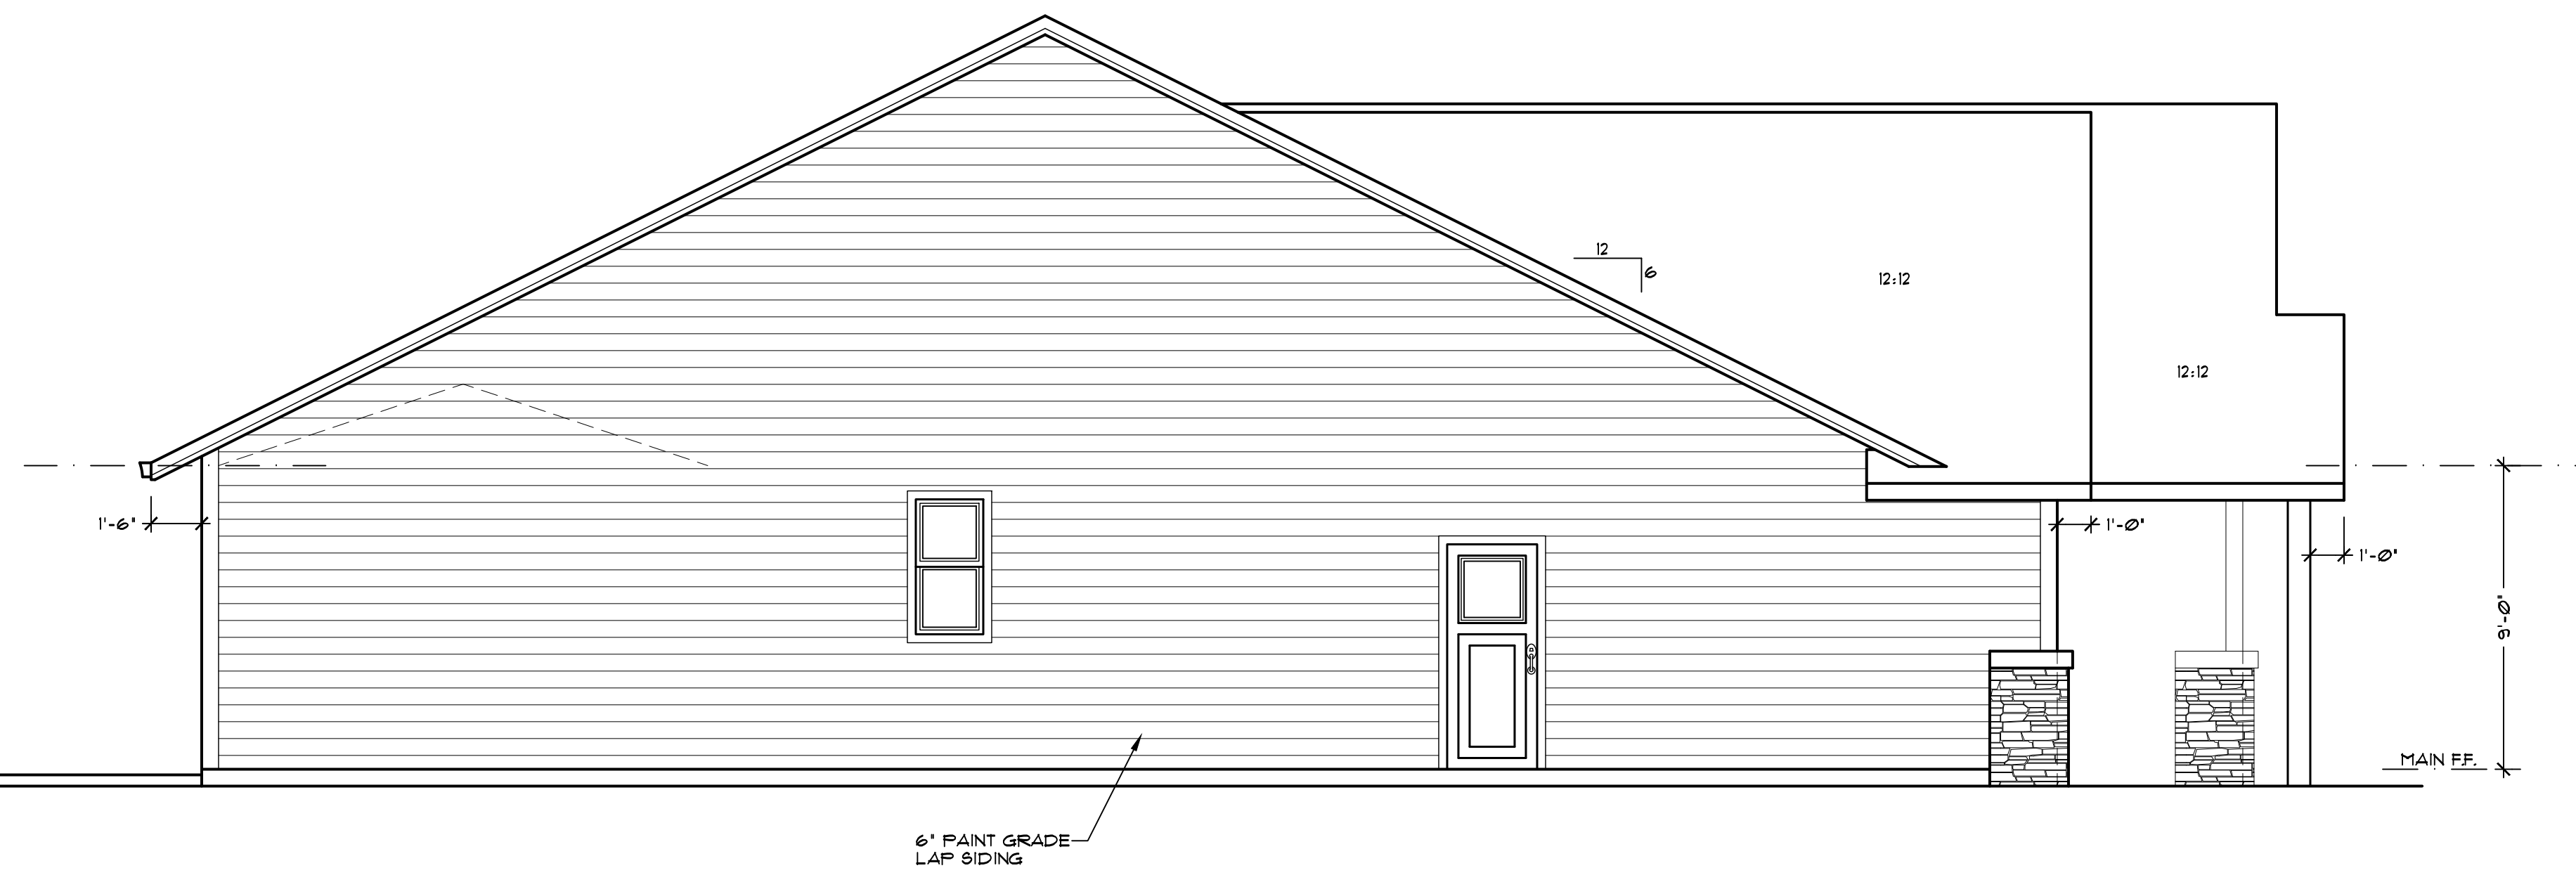 12
6
12:12
12:12
1'-6"
1'-0"
1'-0"
9'-0"
MAIN F.F.
6" PAINT GRADE
LAP SIDING